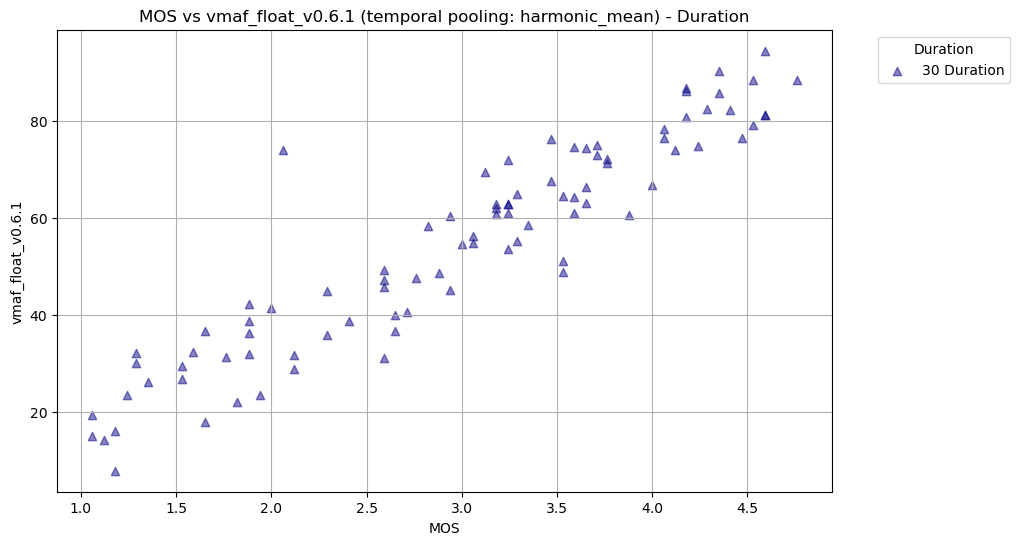 MOS vs vmaf_float_v0.6.1 (temporal pooling: harmonic_mean) - Duration
Duration
30 Duration
vmaf_float_v0.6.1
80
60
40
20
1.0 1.5 2.0 2.5 3.0 3.5 4.0 4.5
MOS